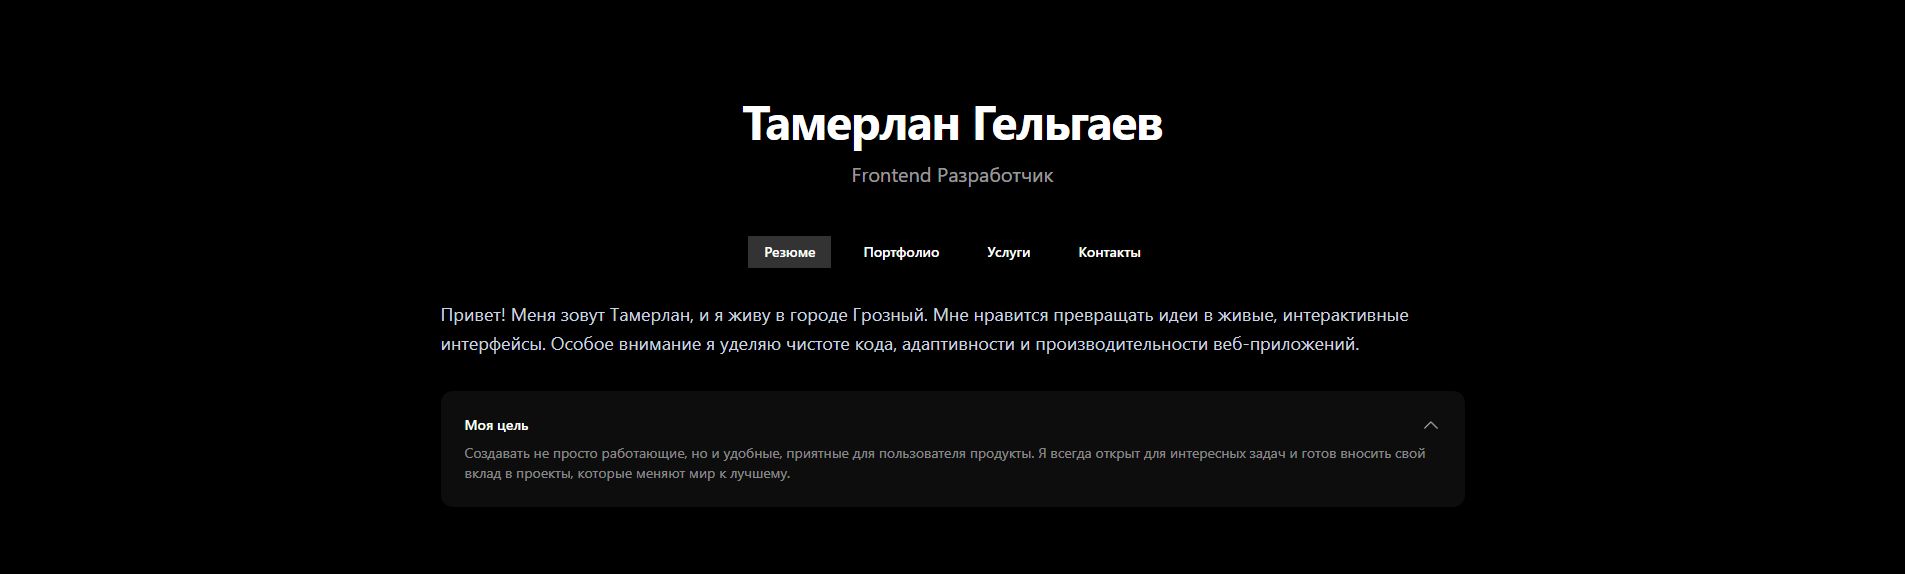 Тамерлан Гельгаев
Frontend Разработчик
Резюме Портфолио Услуги Контакты
Привет! Меня зовут Тамерлан, и я живу в городе Грозный. Мне нравится превращать идеи в живые, интерактивные
интерфейсы. Особое внимание я уделяю чистоте кода, адаптивности и производительности веб-приложений.
Моя цель
Создавать не просто работающие, но и удобные, приятные для пользователя продукты. Я всегда открыт для интересных задач и готов вносить свой
вклад в проекты, которые меняют мир к лучшему.